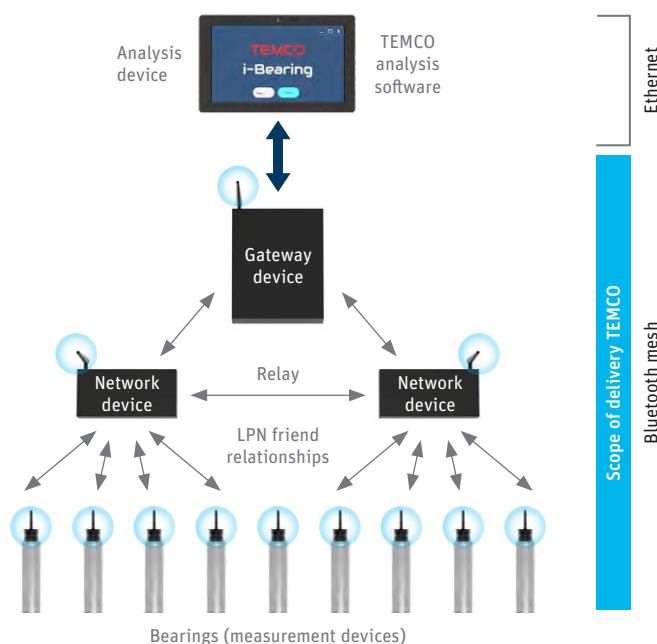 Analysis
device
TEMCO
i-Bearing
TEMCO
analysis
software
Ethernet
Gateway
device
Network
device
Relay
Network
device
LPN friend
relationships
Scope of delivery TEMCO
Bluetooth mesh
Bearings (measurement devices)